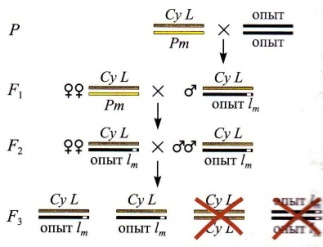 P Cy L × опыт
Pm опыт
F₁ ♀♀ Cy L × ♂ Cy L
Pm опыт lₘ
F₂ ♀♀ Cy L × ♂♂ Cy L
опыт lₘ опыт lₘ
F₃ Cy L Cy L Cy L опыт lₘ
опыт lₘ опыт lₘ Cy L опыт lₘ